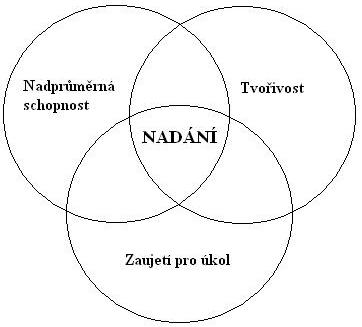 Nadprůměrná
schopnost
Tvořivost
NADÁNÍ
Zaujetí pro úkol